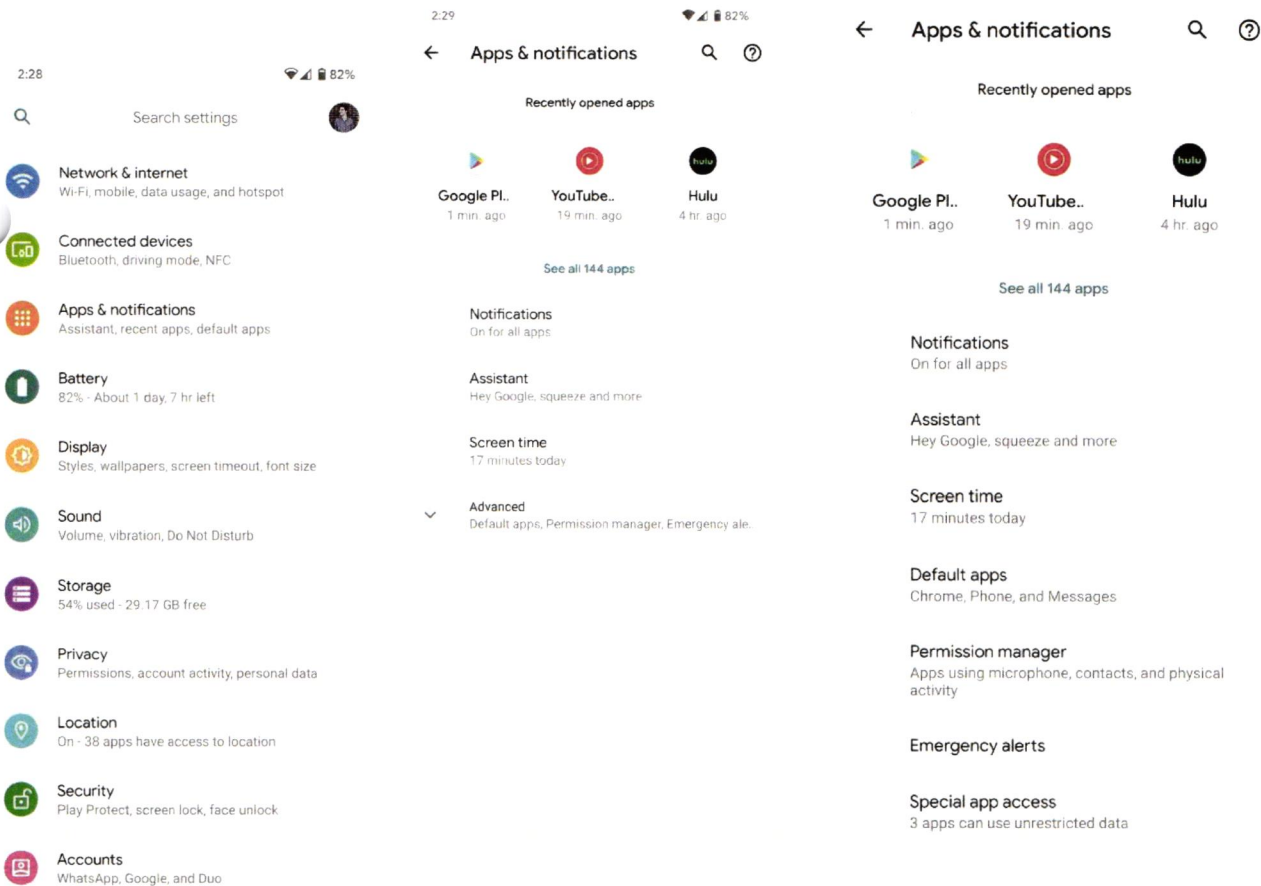 2:28
82%
Search settings
Network & internet
Wi-Fi, mobile, data usage, and hotspot
Connected devices
Bluetooth, driving mode, NFC
Apps & notifications
Assistant, recent apps, default apps
Battery
82% - About 1 day, 7 hr left
Display
Styles, wallpapers, screen timeout, font size
Sound
Volume, vibration, Do Not Disturb
Storage
54% used - 29.17 GB free
Privacy
Permissions, account activity, personal data
Location
On - 38 apps have access to location
Security
Play Protect, screen lock, face unlock
Accounts
WhatsApp, Google, and Duo
2:29
82%
Apps & notifications
Recently opened apps
hulu
Google Pl.. YouTube.. Hulu
1 min. ago 19 min. ago 4 hr. ago
See all 144 apps
Notifications
On for all apps
Assistant
Hey Google, squeeze and more
Screen time
17 minutes today
Advanced
Default apps, Permission manager, Emergency ale..
Apps & notifications
Recently opened apps
hulu
Google Pl.. YouTube.. Hulu
1 min. ago 19 min. ago 4 hr. ago
See all 144 apps
Notifications
On for all apps
Assistant
Hey Google, squeeze and more
Screen time
17 minutes today
Default apps
Chrome, Phone, and Messages
Permission manager
Apps using microphone, contacts, and physical
activity
Emergency alerts
Special app access
3 apps can use unrestricted data